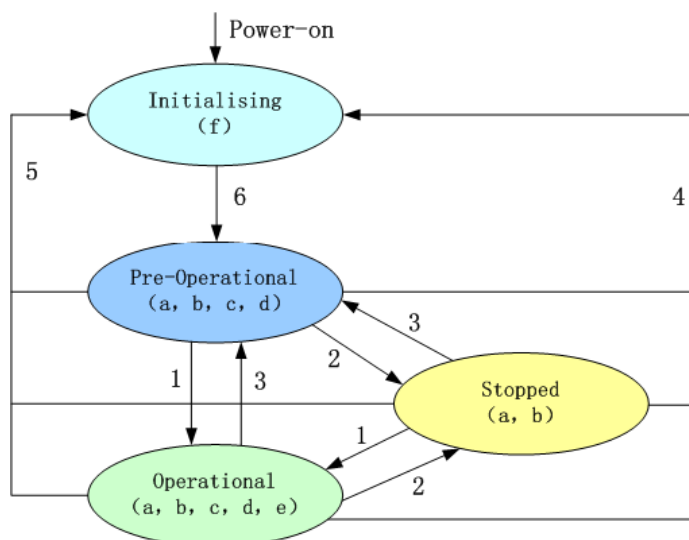 Power-on
Initialising
(f)
5
6
4
Pre-Operational
(a, b, c, d)
3
2
1
3
Stopped
(a, b)
1
Operational
(a, b, c, d, e)
2